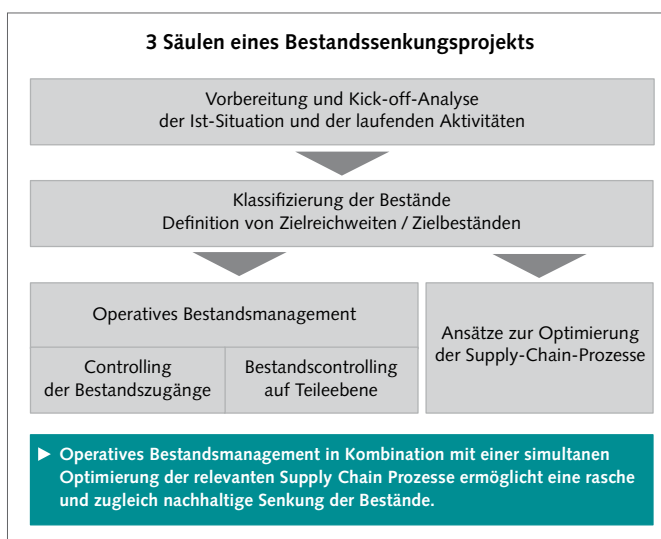 3 Säulen eines Bestandssenkungsprojekts
Vorbereitung und Kick-off-Analyse
der Ist-Situation und der laufenden Aktivitäten
Klassifizierung der Bestände
Definition von Zielreichweiten / Zielbeständen
Operatives Bestandsmanagement
Controlling
der Bestandszugänge
Bestandscontrolling
auf Teileebene
Ansätze zur Optimierung
der Supply-Chain-Prozesse
▶ Operatives Bestandsmanagement in Kombination mit einer simultanen
Optimierung der relevanten Supply Chain Prozesse ermöglicht eine rasche
und zugleich nachhaltige Senkung der Bestände.